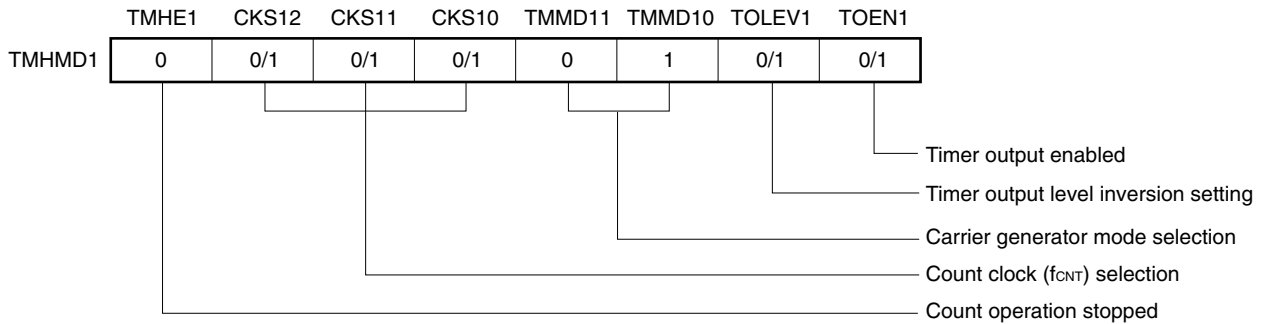 TMHE1 CKS12 CKS11 CKS10 TMMD11 TMMD10 TOLEV1 TOEN1
TMHMD1 0 0/1 0/1 0/1 0 1 0/1 0/1
Timer output enabled
Timer output level inversion setting
Carrier generator mode selection
Count clock (fCNT) selection
Count operation stopped